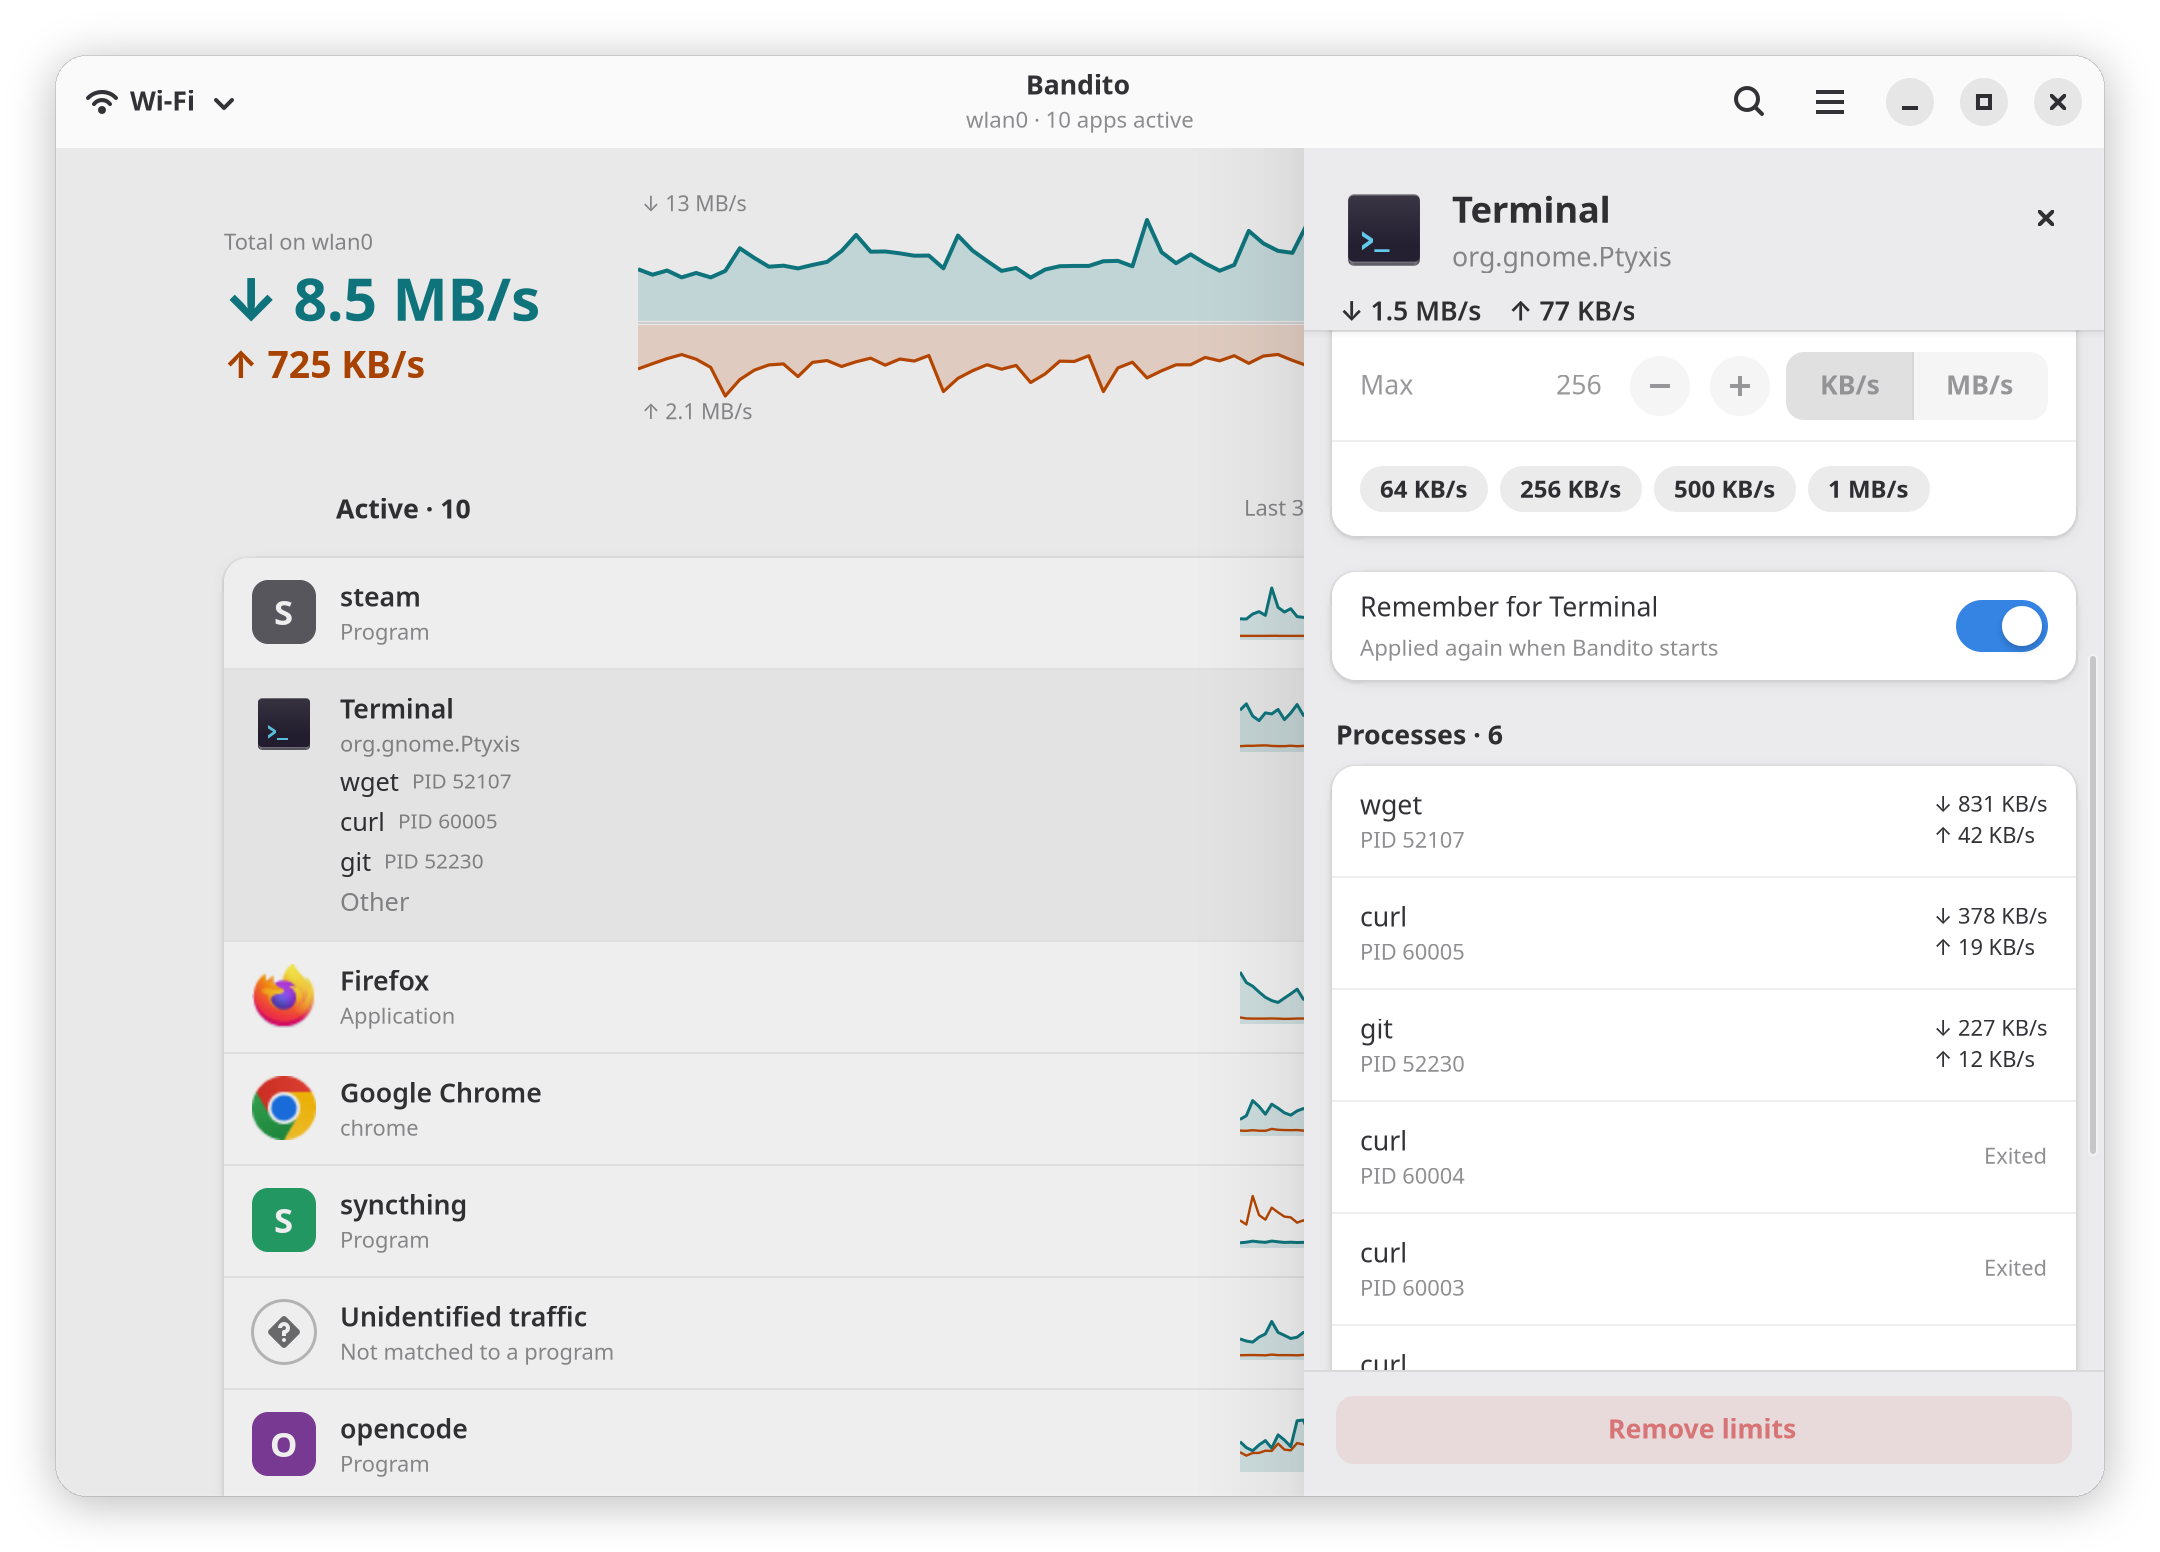 Wi-Fi
Bandito
wlan0 · 10 apps active
Total on wlan0
↓ 8.5 MB/s
↑ 725 KB/s
↓ 13 MB/s
↑ 2.1 MB/s
Active · 10
Last 3
S
steam
Program
Terminal
org.gnome.Ptyxis
wget PID 52107
curl PID 60005
git PID 52230
Other
Firefox
Application
Google Chrome
chrome
S
syncthing
Program
Unidentified traffic
Not matched to a program
O
opencode
Program
Terminal
org.gnome.Ptyxis
↓ 1.5 MB/s ↑ 77 KB/s
Max 256 KB/s MB/s
64 KB/s 256 KB/s 500 KB/s 1 MB/s
Remember for Terminal
Applied again when Bandito starts
Processes · 6
wget
PID 52107
↓ 831 KB/s
↑ 42 KB/s
curl
PID 60005
↓ 378 KB/s
↑ 19 KB/s
git
PID 52230
↓ 227 KB/s
↑ 12 KB/s
curl
PID 60004
Exited
curl
PID 60003
Exited
curl
Remove limits